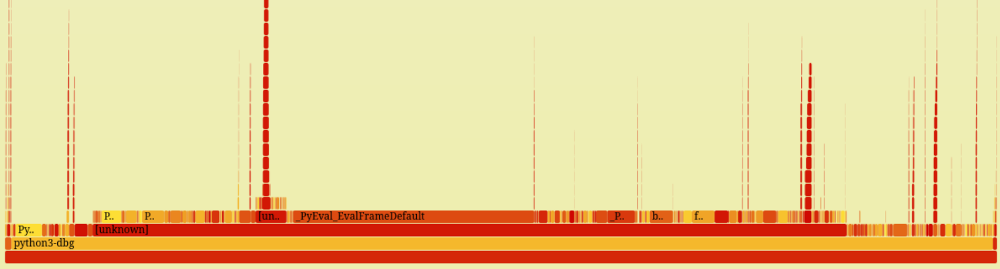 P.. P.. [un.. _PyEval_EvalFrameDefault _P.. b.. f..
Py.. [unknown]
python3-dbg